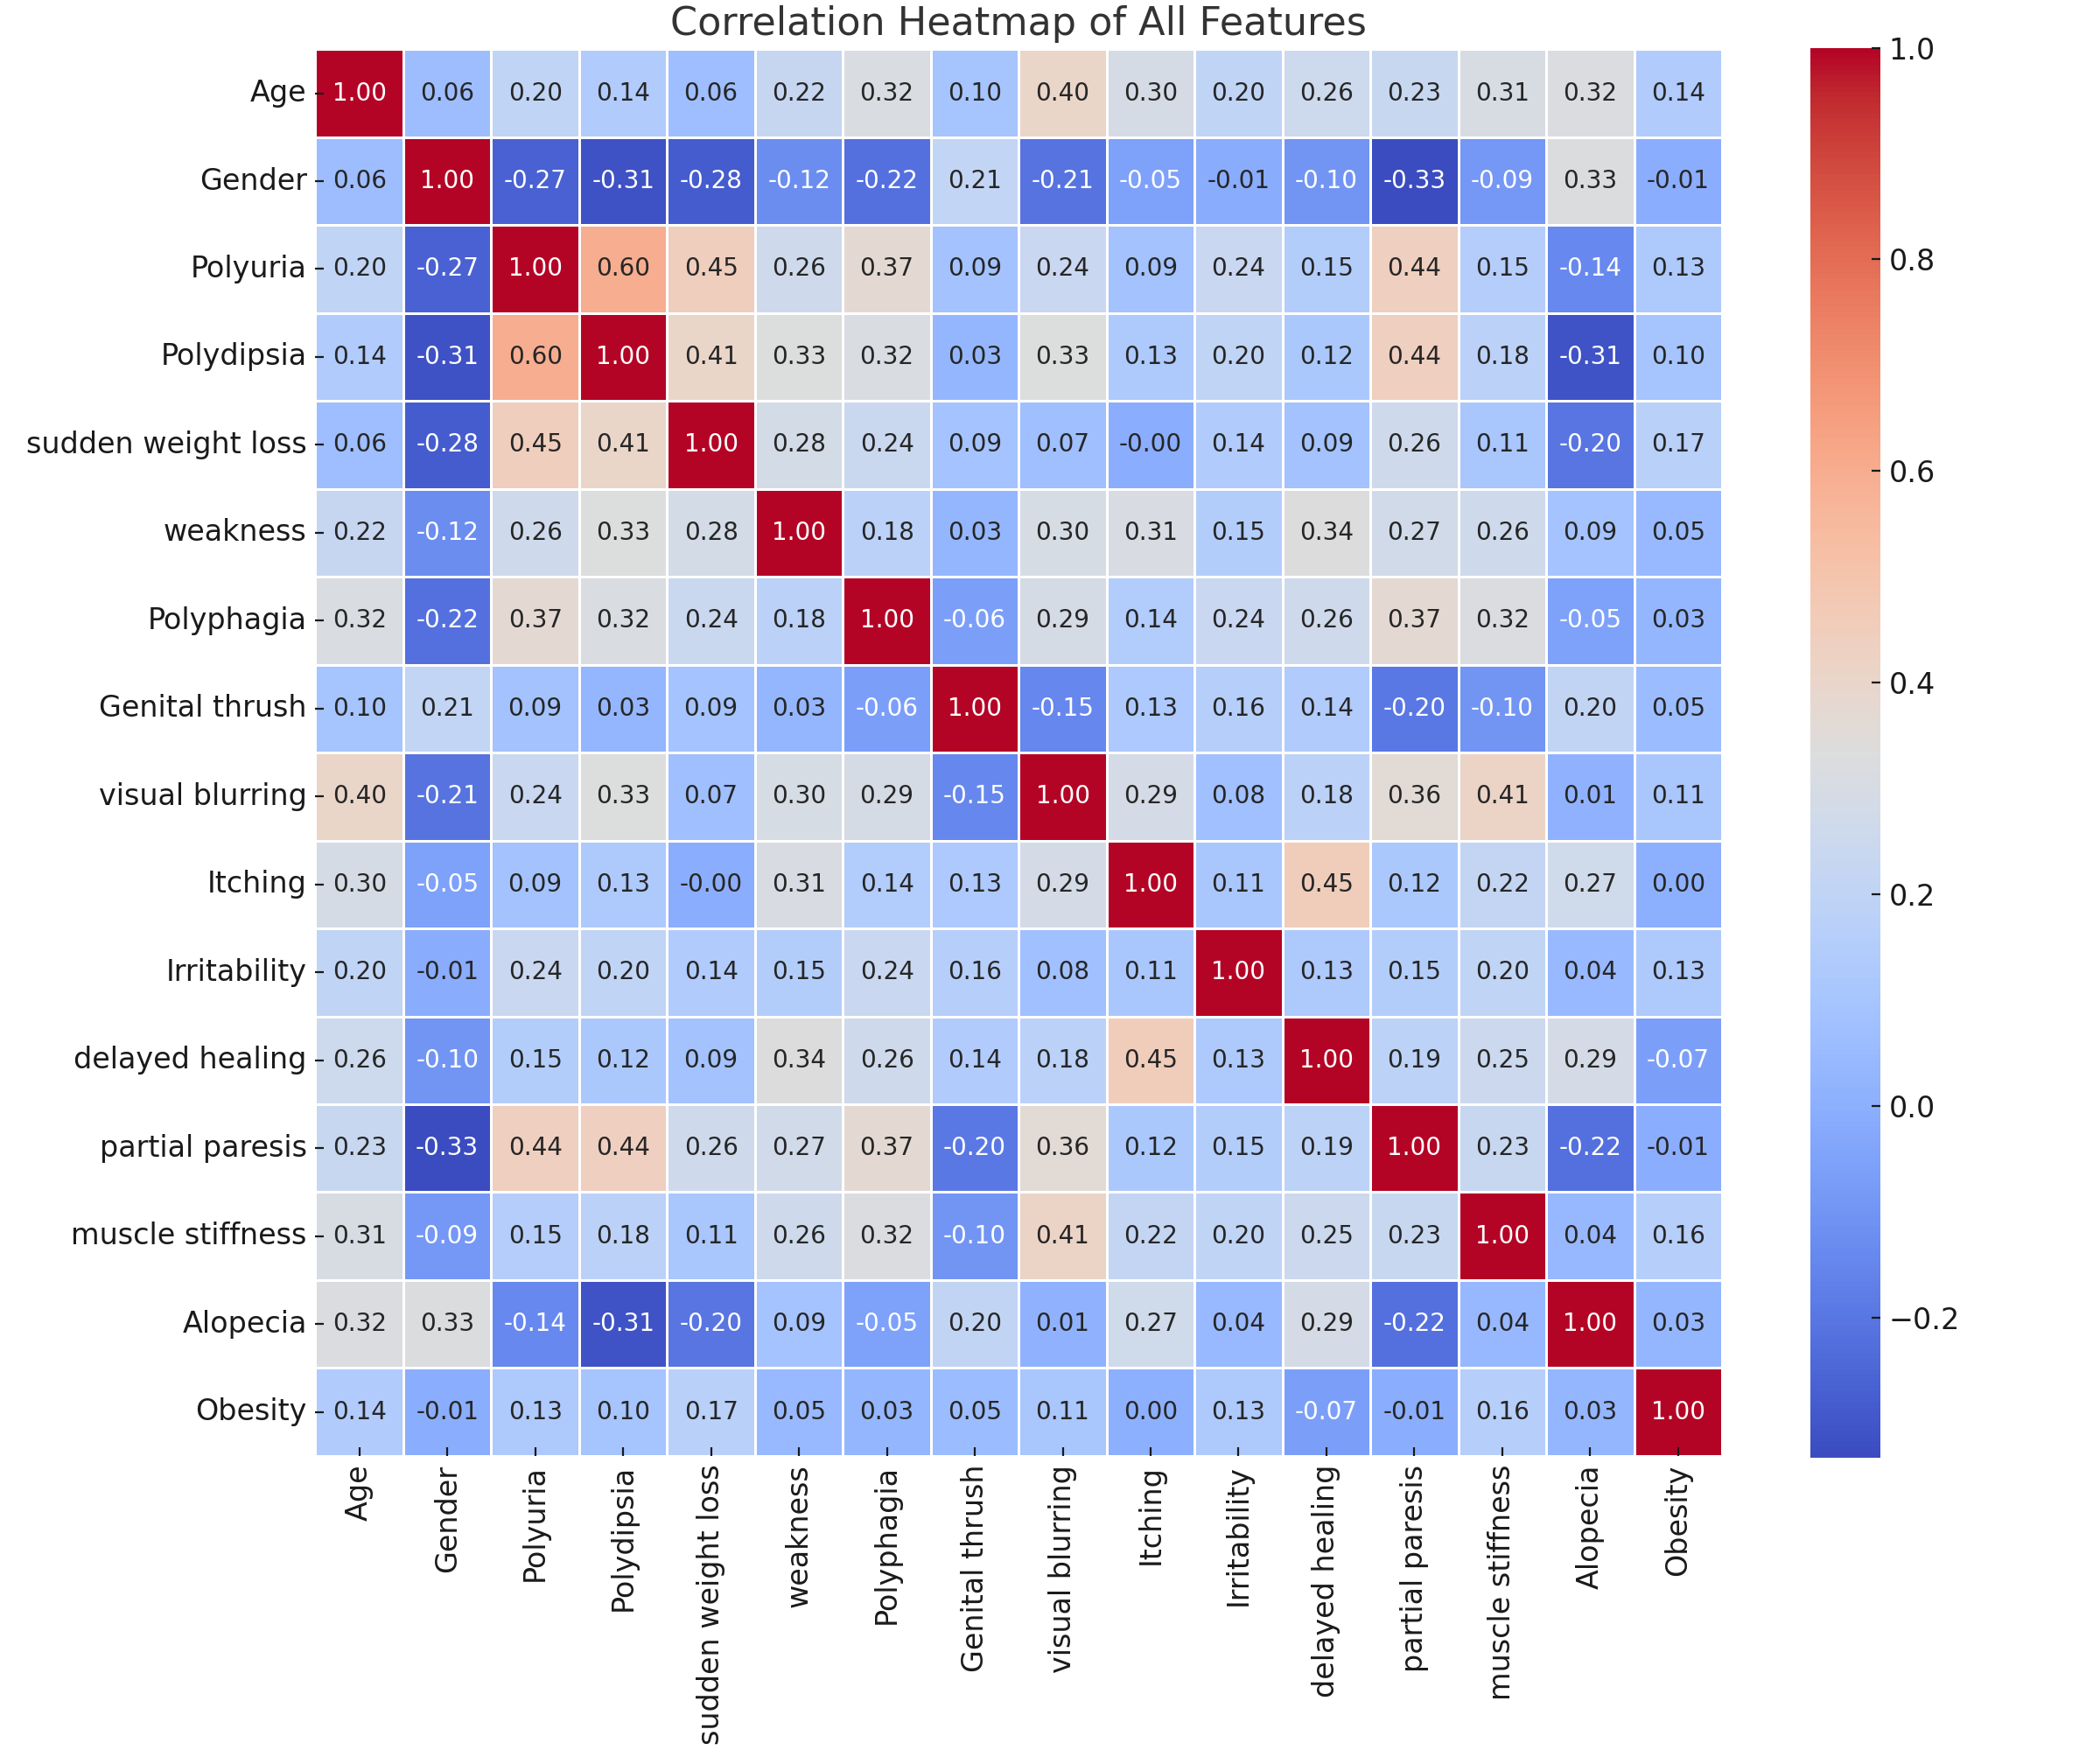 Correlation Heatmap of All Features
Age 1.00 0.06 0.20 0.14 0.06 0.22 0.32 0.10 0.40 0.30 0.20 0.26 0.23 0.31 0.32 0.14
Gender 0.06 1.00 -0.27 -0.31 -0.28 -0.12 -0.22 0.21 -0.21 -0.05 -0.01 -0.10 -0.33 -0.09 0.33 -0.01
Polyuria 0.20 -0.27 1.00 0.60 0.45 0.26 0.37 0.09 0.24 0.09 0.24 0.15 0.44 0.15 -0.14 0.13
Polydipsia 0.14 -0.31 0.60 1.00 0.41 0.33 0.32 0.03 0.33 0.13 0.20 0.12 0.44 0.18 -0.31 0.10
sudden weight loss 0.06 -0.28 0.45 0.41 1.00 0.28 0.24 0.09 0.07 -0.00 0.14 0.09 0.26 0.11 -0.20 0.17
weakness 0.22 -0.12 0.26 0.33 0.28 1.00 0.18 0.03 0.30 0.31 0.15 0.34 0.27 0.26 0.09 0.05
Polyphagia 0.32 -0.22 0.37 0.32 0.24 0.18 1.00 -0.06 0.29 0.14 0.24 0.26 0.37 0.32 -0.05 0.03
Genital thrush 0.10 0.21 0.09 0.03 0.09 0.03 -0.06 1.00 -0.15 0.13 0.16 0.14 -0.20 -0.10 0.20 0.05
visual blurring 0.40 -0.21 0.24 0.33 0.07 0.30 0.29 -0.15 1.00 0.29 0.08 0.18 0.36 0.41 0.01 0.11
Itching 0.30 -0.05 0.09 0.13 -0.00 0.31 0.14 0.13 0.29 1.00 0.11 0.45 0.12 0.22 0.27 0.00
Irritability 0.20 -0.01 0.24 0.20 0.14 0.15 0.24 0.16 0.08 0.11 1.00 0.13 0.15 0.20 0.04 0.13
delayed healing 0.26 -0.10 0.15 0.12 0.09 0.34 0.26 0.14 0.18 0.45 0.13 1.00 0.19 0.25 0.29 -0.07
partial paresis 0.23 -0.33 0.44 0.44 0.26 0.27 0.37 -0.20 0.36 0.12 0.15 0.19 1.00 0.23 -0.22 -0.01
muscle stiffness 0.31 -0.09 0.15 0.18 0.11 0.26 0.32 -0.10 0.41 0.22 0.20 0.25 0.23 1.00 0.04 0.16
Alopecia 0.32 0.33 -0.14 -0.31 -0.20 0.09 -0.05 0.20 0.01 0.27 0.04 0.29 -0.22 0.04 1.00 0.03
Obesity 0.14 -0.01 0.13 0.10 0.17 0.05 0.03 0.05 0.11 0.00 0.13 -0.07 -0.01 0.16 0.03 1.00
Age
Gender
Polyuria
Polydipsia
sudden weight loss
weakness
Polyphagia
Genital thrush
visual blurring
Itching
Irritability
delayed healing
partial paresis
muscle stiffness
Alopecia
Obesity
1.0
0.8
0.6
0.4
0.2
0.0
−0.2